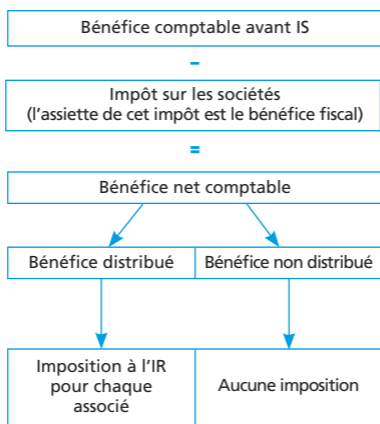 Bénéfice comptable avant IS
-
Impôt sur les sociétés
(l'assiette de cet impôt est le bénéfice fiscal)
=
Bénéfice net comptable
Bénéfice distribué
Bénéfice non distribué
Imposition à l'IR
pour chaque
associé
Aucune imposition